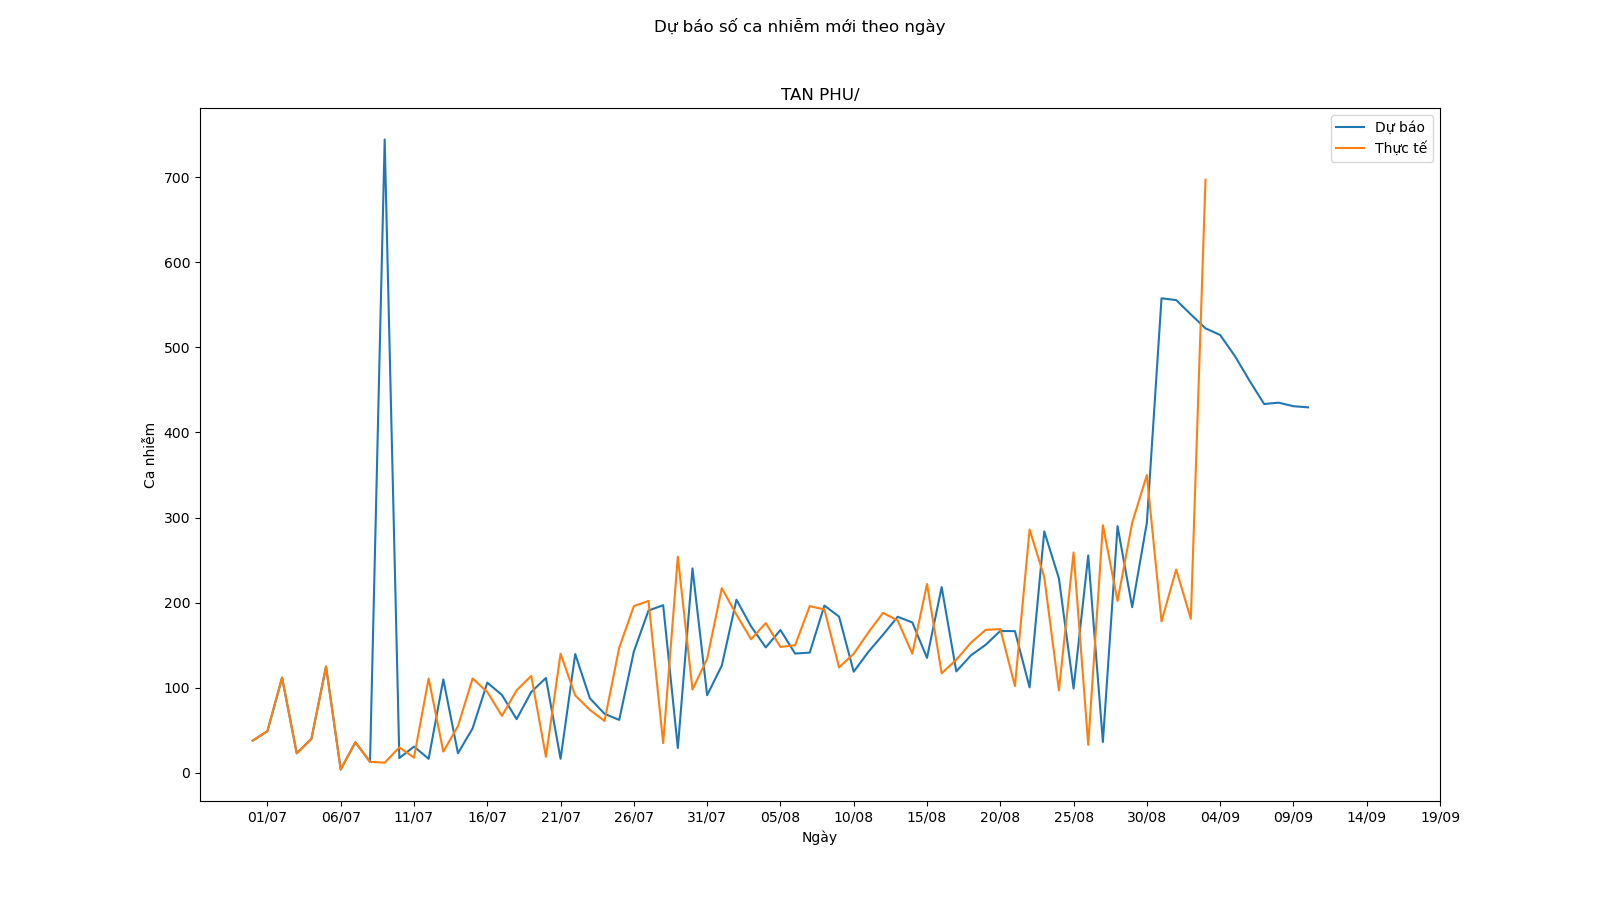 Dự báo số ca nhiễm mới theo ngày
TAN PHU/
Dự báo
Thực tế
700
600
500
400
300
200
100
0
Ca nhiễm
01/07 06/07 11/07 16/07 21/07 26/07 31/07 05/08 10/08 15/08 20/08 25/08 30/08 04/09 09/09 14/09 19/09
Ngày